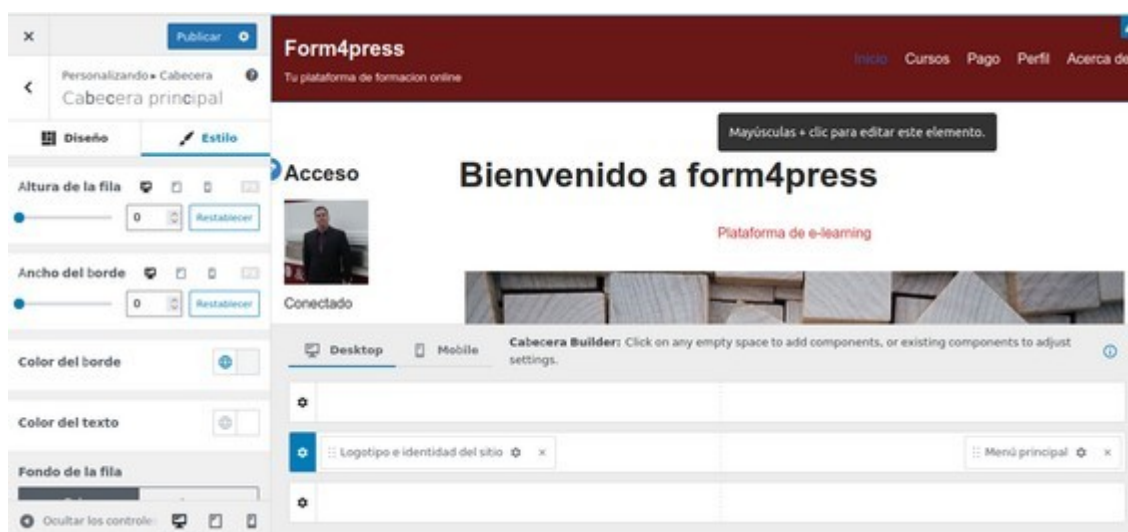 Publicar
Personalizando ▸ Cabecera
Cabecera principal
Diseño
Estilo
Altura de la fila
0
Restablecer
Ancho del borde
0
Restablecer
Color del borde
Color del texto
Fondo de la fila
Ocultar los controles
Form4press
Tu plataforma de formacion online
Inicio Cursos Pago Perfil Acerca de
Mayúsculas + clic para editar este elemento.
Acceso
Bienvenido a form4press
Plataforma de e-learning
Conectado
Desktop
Mobile
Cabecera Builder: Click on any empty space to add components, or existing components to adjust
settings.
Logotipo e identidad del sitio
Menú principal